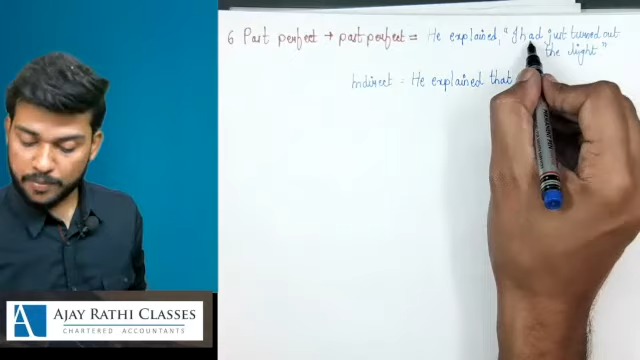 6 Past perfect → past perfect = He explained, "I had just turned out
the light"
Indirect = He explained that
AJAY RATHI CLASSES
CHARTERED ACCOUNTANTS